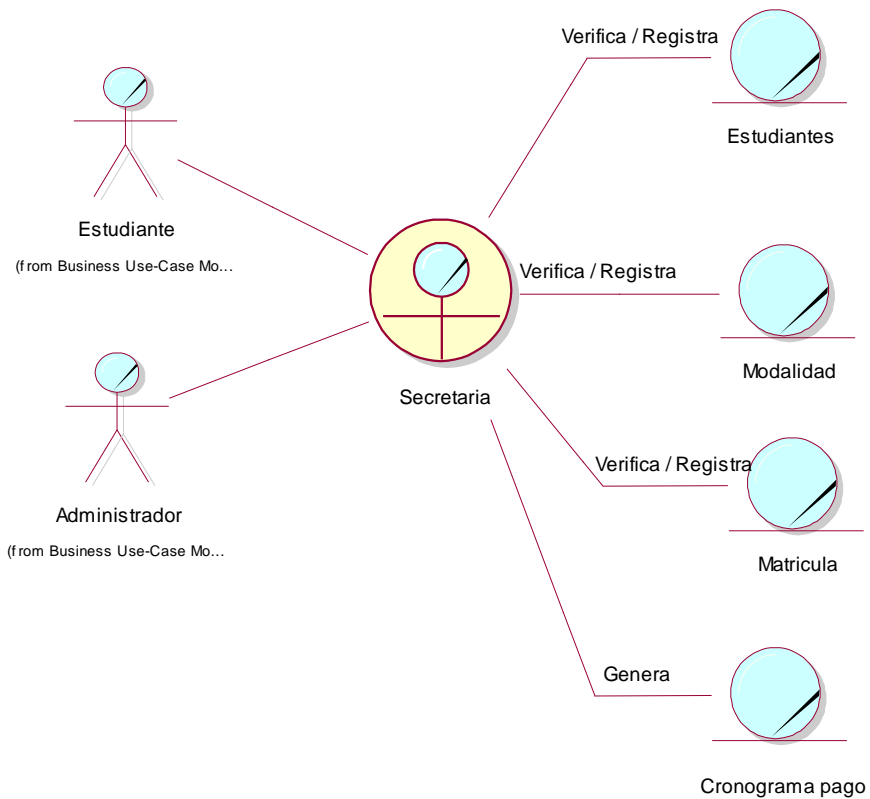 Verifica / Registra
Estudiantes
Estudiante
(from Business Use-Case Mo...
Verifica / Registra
Modalidad
Secretaria
Administrador
(from Business Use-Case Mo...
Verifica / Registra
Matricula
Genera
Cronograma pago